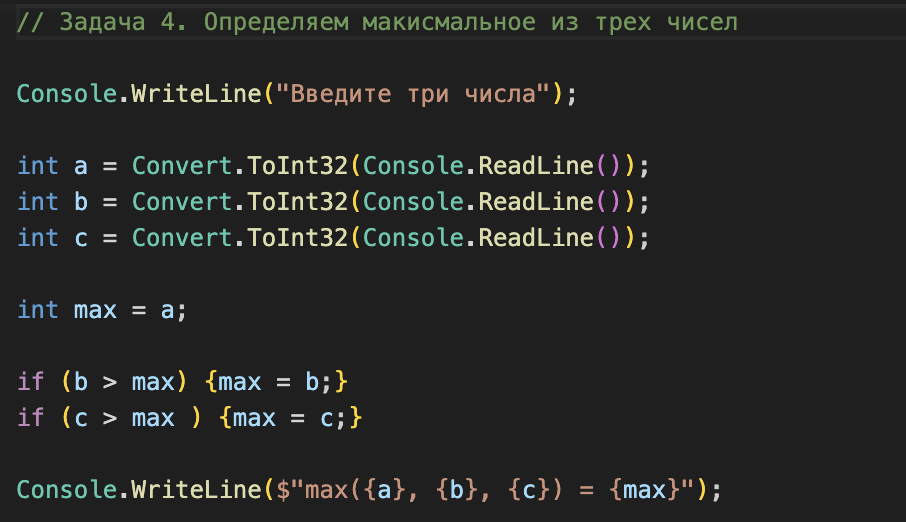 // Задача 4. Определяем макисмальное из трех чисел
Console.WriteLine("Введите три числа");
int a = Convert.ToInt32(Console.ReadLine());
int b = Convert.ToInt32(Console.ReadLine());
int c = Convert.ToInt32(Console.ReadLine());
int max = a;
if (b > max) {max = b;}
if (c > max ) {max = c;}
Console.WriteLine($"max({a}, {b}, {c}) = {max}");